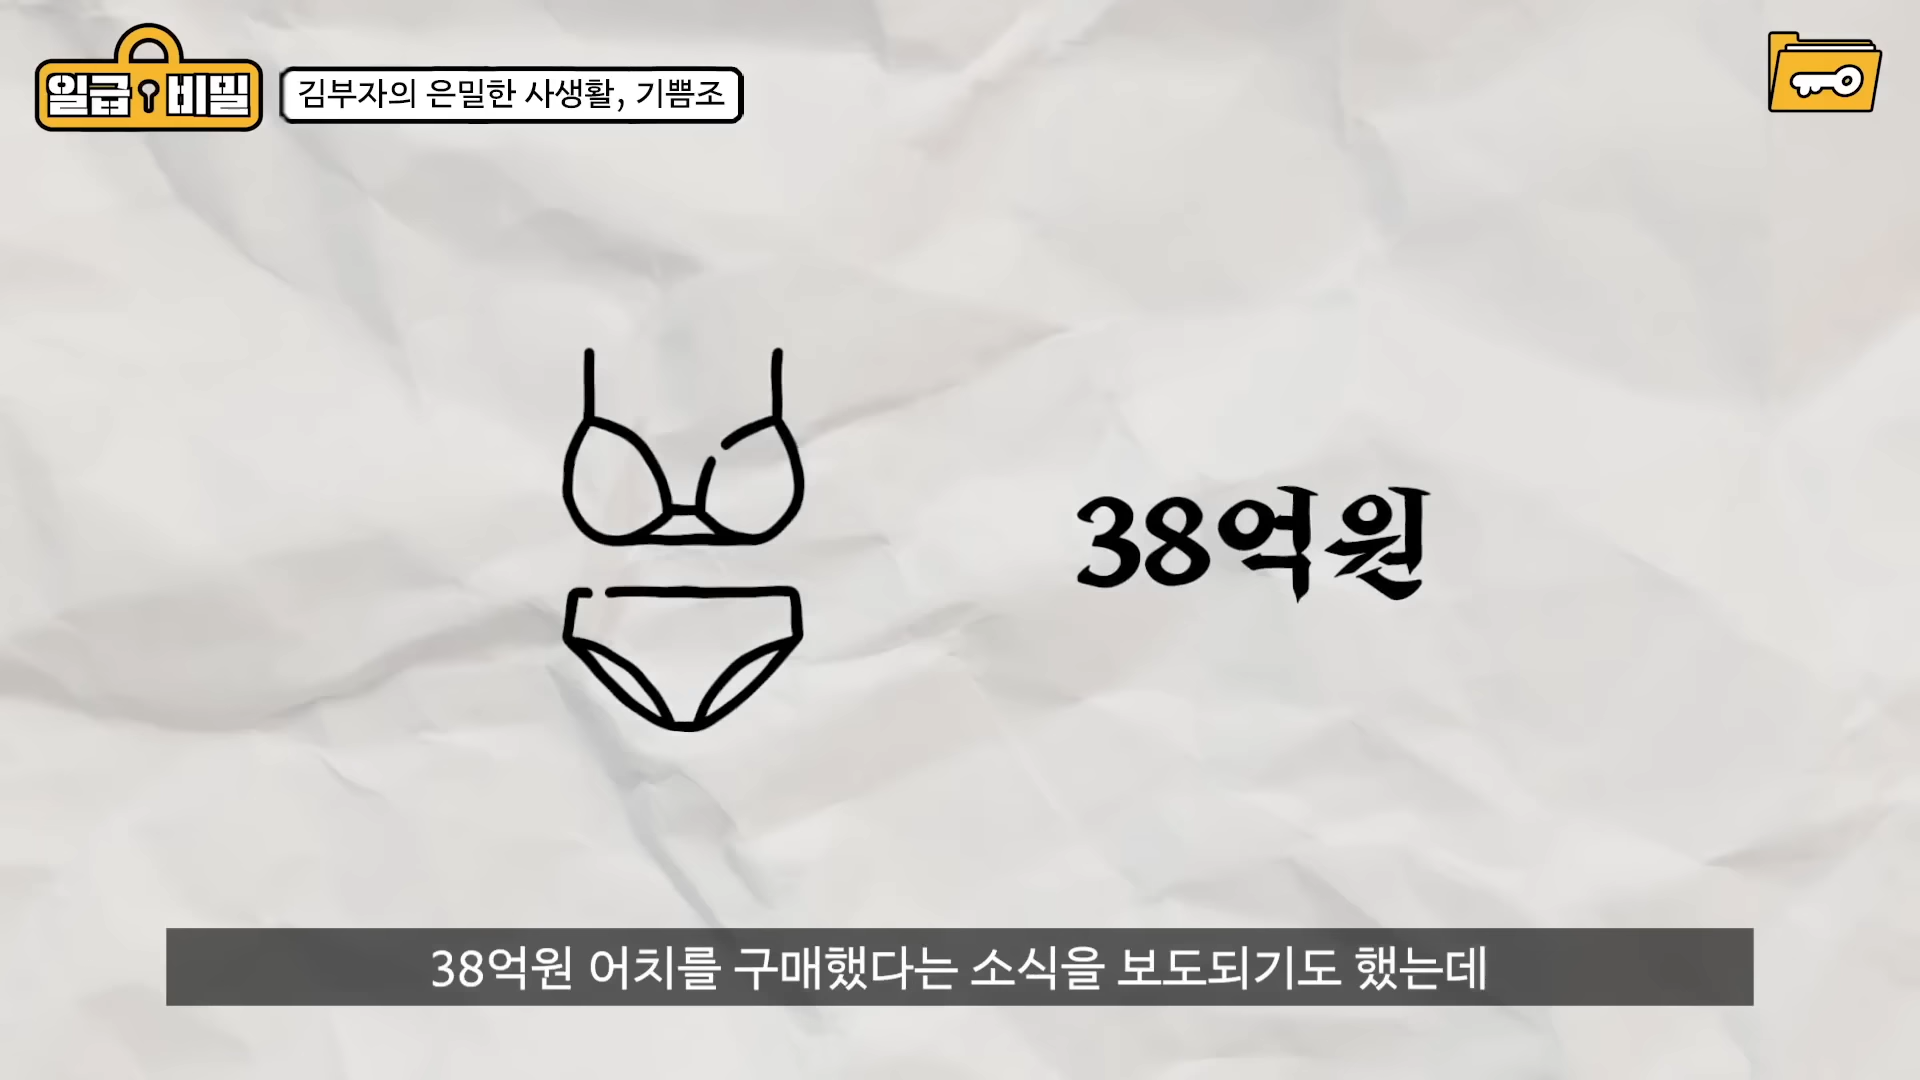 일급비밀
김부자의 은밀한 사생활, 기쁨조
38억원
38억원 어치를 구매했다는 소식을 보도되기도 했는데